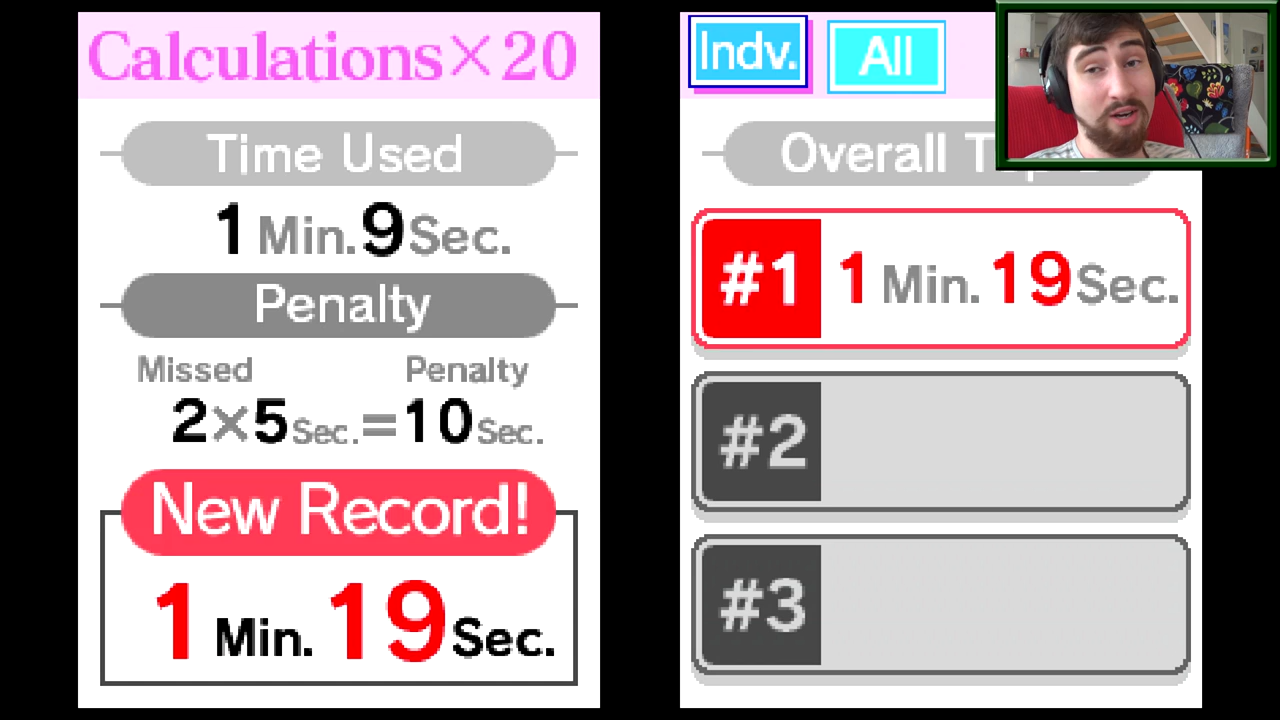 Calculations×20
Time Used
1 Min. 9 Sec.
Penalty
Missed Penalty
2×5 Sec.=10 Sec.
New Record!
1 Min. 19 Sec.
Indv. All
Overall
#1 1 Min. 19 Sec.
#2
#3